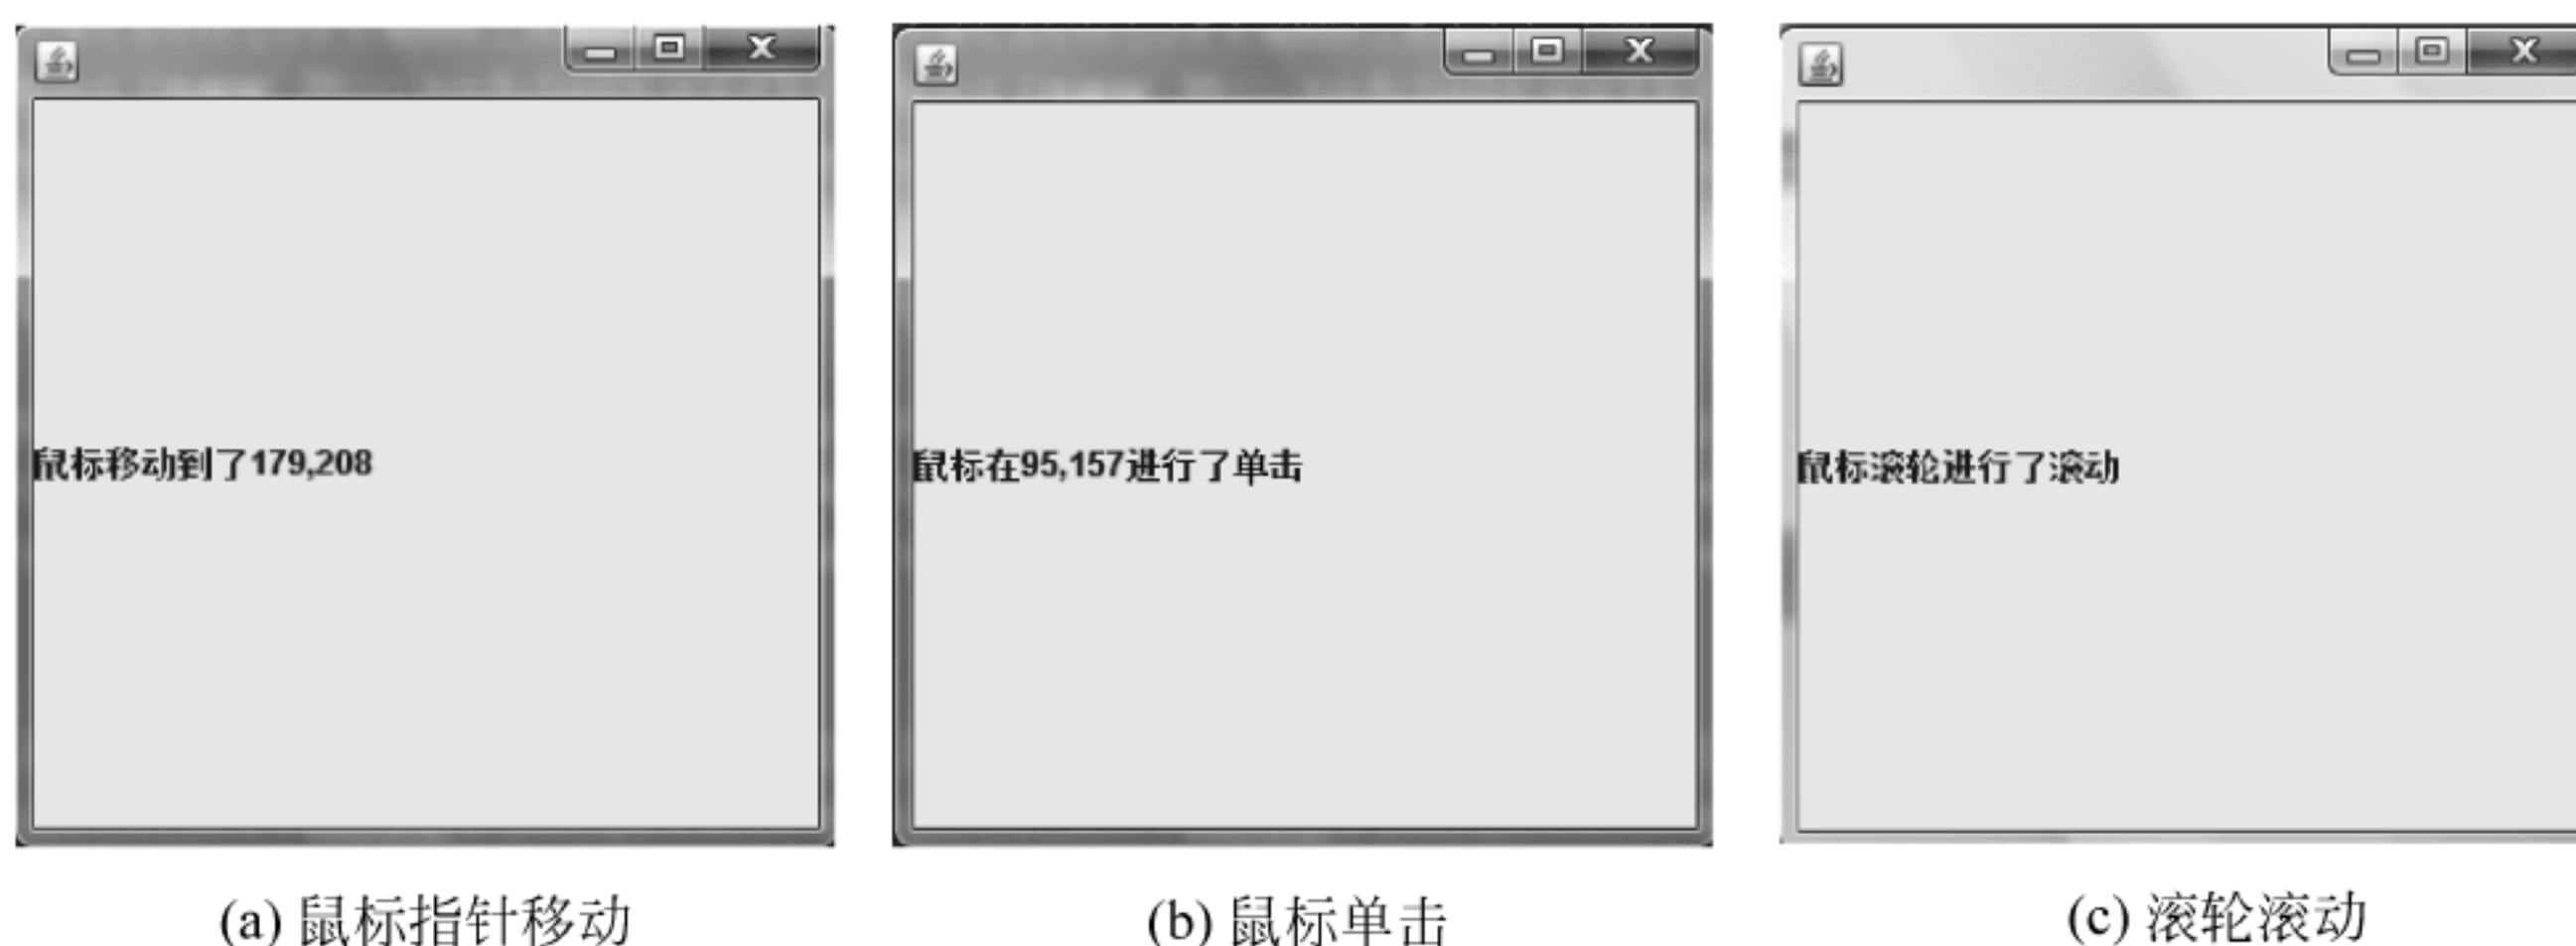 鼠标移动到了179,208
鼠标在95,157进行了单击
鼠标滚轮进行了滚动
(a) 鼠标指针移动
(b) 鼠标单击
(c) 滚轮滚动